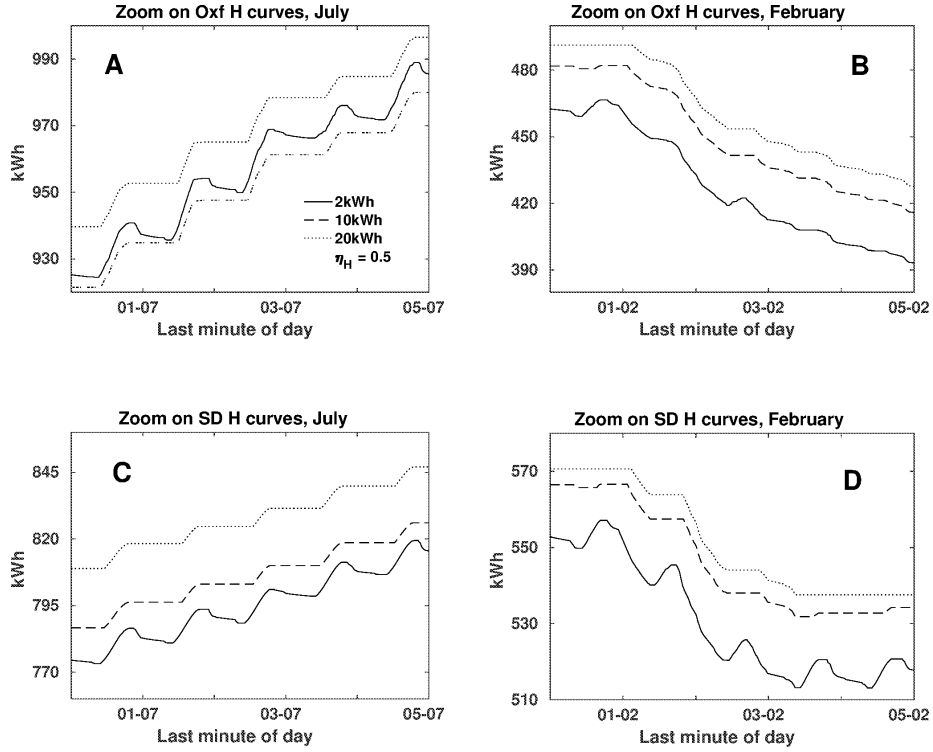 Zoom on Oxf H curves, July
A
990
970
950
930
kWh
2kWh
10kWh
20kWh
ηH = 0.5
01-07
03-07
05-07
Last minute of day
Zoom on Oxf H curves, February
B
480
450
420
390
kWh
01-02
03-02
05-02
Last minute of day
Zoom on SD H curves, July
C
845
820
795
770
kWh
01-07
03-07
05-07
Last minute of day
Zoom on SD H curves, February
D
570
550
530
510
kWh
01-02
03-02
05-02
Last minute of day